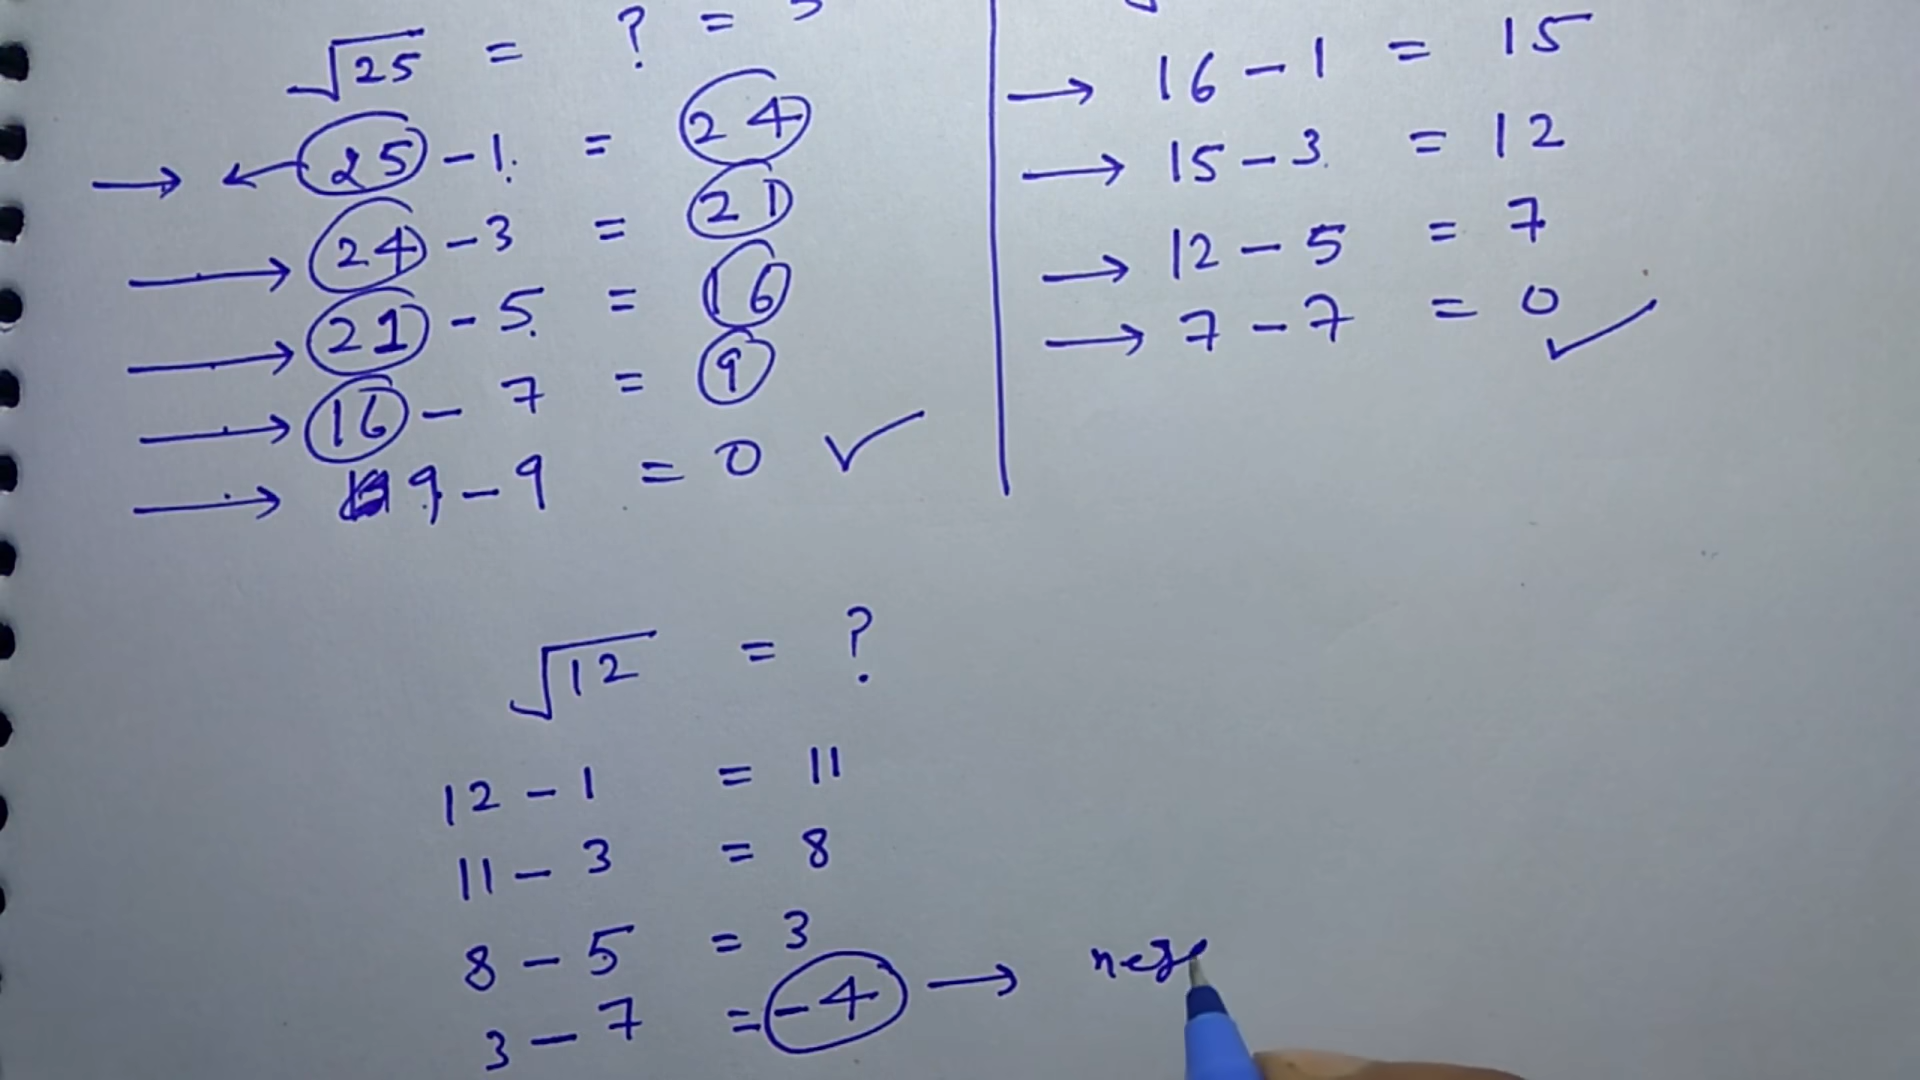 √25 = ? = 5
→ ← 25 - 1 = 24
→ 24 - 3 = 21
→ 21 - 5 = 16
→ 16 - 7 = 9
→ 9 - 9 = 0 ✓
→ 16 - 1 = 15
→ 15 - 3 = 12
→ 12 - 5 = 7
→ 7 - 7 = 0 ✓
√12 = ?
12 - 1 = 11
11 - 3 = 8
8 - 5 = 3
3 - 7 = -4 → neg